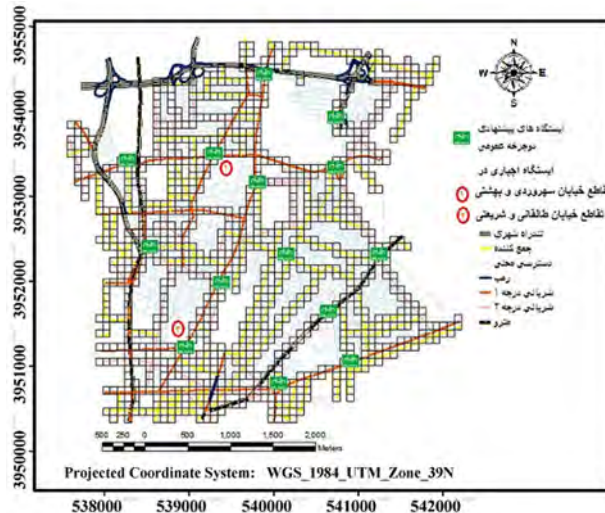 3955000
3954000
3953000
3952000
3951000
3950000
N
W E
S
ایستگاه های پیشنهادی
دوچرخه عمومی
ایستگاه اجباری در
تقاطع خیابان سهروردی و بهشتی
تقاطع خیابان طالقانی و شریعتی
بزرگراه شهری
جمع کننده
دسترسی محلی
رمپ
شریانی درجه ۱
شریانی درجه ۲
مترو
500 250 0 500 1,000 1,500 2,000
Meters
Projected Coordinate System: WGS_1984_UTM_Zone_39N
538000 539000 540000 541000 542000